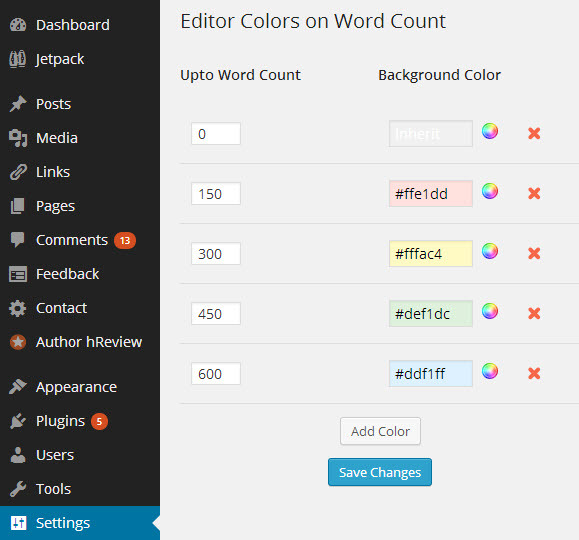 Dashboard
Jetpack
Posts
Media
Links
Pages
Comments 13
Feedback
Contact
Author hReview
Appearance
Plugins 5
Users
Tools
Settings
Editor Colors on Word Count
Upto Word Count Background Color
0 Inherit
150 #ffe1dd
300 #fffac4
450 #def1dc
600 #ddf1ff
Add Color
Save Changes